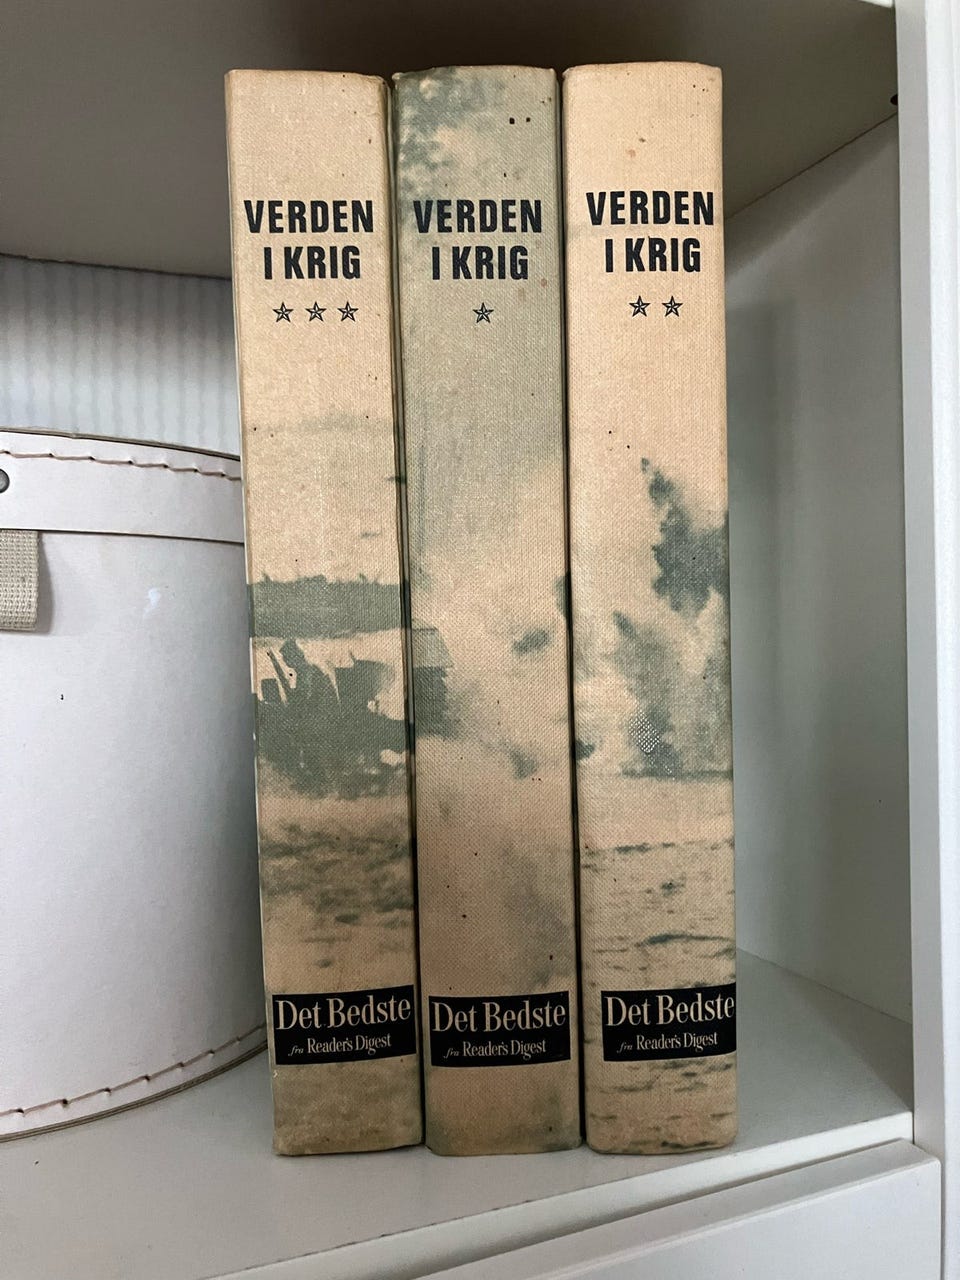 VERDEN
I KRIG
☆☆☆
Det Bedste
fra Reader's Digest
VERDEN
I KRIG
☆
Det Bedste
fra Reader's Digest
VERDEN
I KRIG
☆☆
Det Bedste
fra Reader's Digest